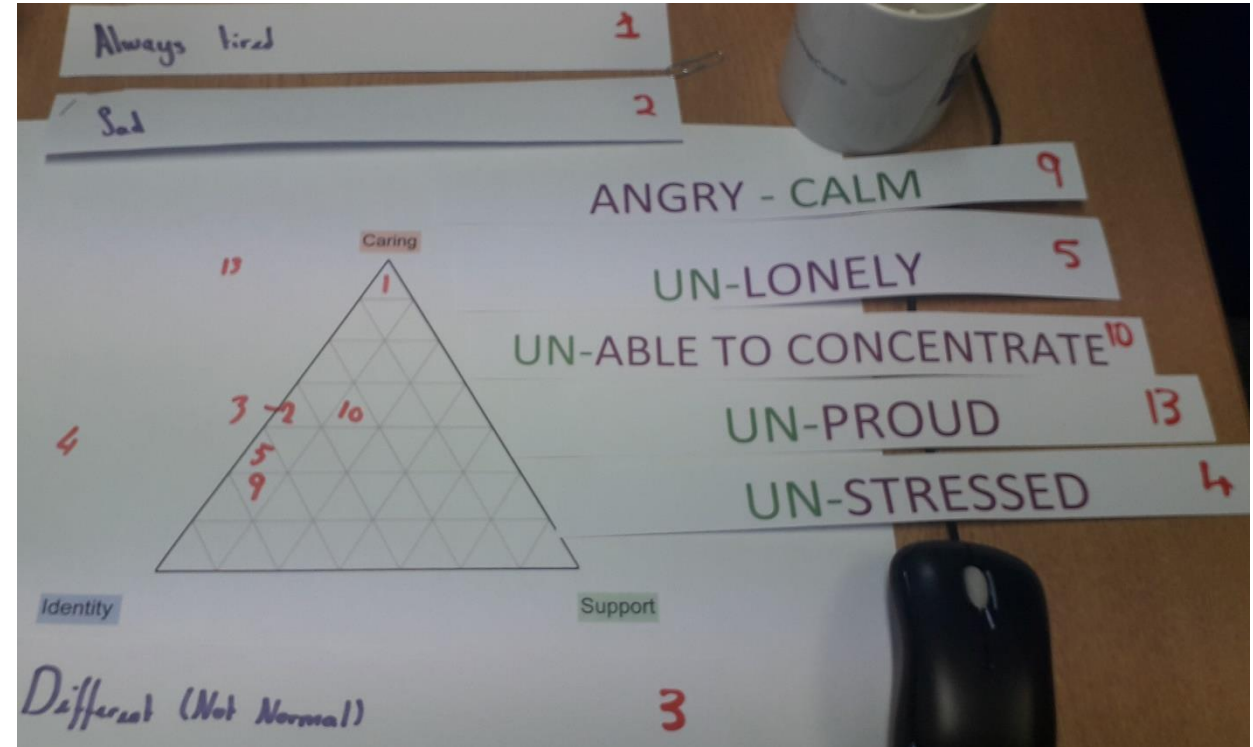 Always tired 1
Sad 2
ANGRY - CALM 9
UN-LONELY 5
UN-ABLE TO CONCENTRATE 10
UN-PROUD 13
UN-STRESSED 4
Caring
13
1
3 - 2 10
4
5
9
Identity
Support
Different (Not Normal) 3